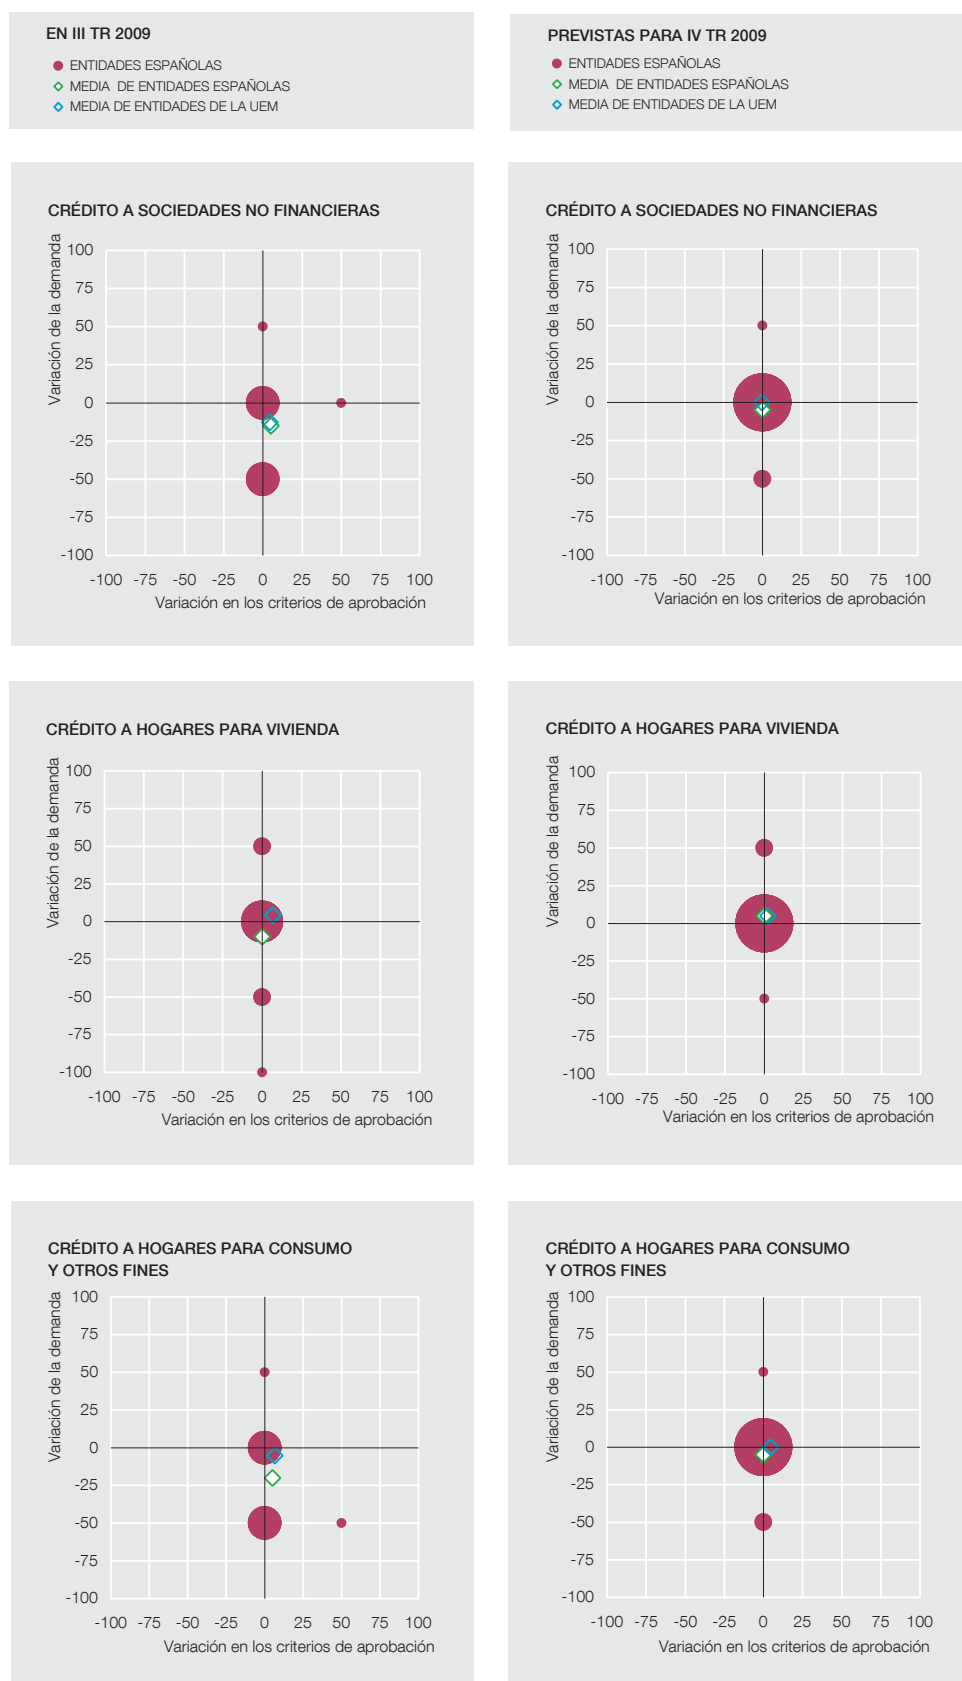 EN III TR 2009
ENTIDADES ESPAÑOLAS
MEDIA DE ENTIDADES ESPAÑOLAS
MEDIA DE ENTIDADES DE LA UEM
PREVISTAS PARA IV TR 2009
ENTIDADES ESPAÑOLAS
MEDIA DE ENTIDADES ESPAÑOLAS
MEDIA DE ENTIDADES DE LA UEM
CRÉDITO A SOCIEDADES NO FINANCIERAS
Variación de la demanda
100
75
50
25
0
-25
-50
-75
-100
-100 -75 -50 -25 0 25 50 75 100
Variación en los criterios de aprobación
CRÉDITO A SOCIEDADES NO FINANCIERAS
Variación de la demanda
100
75
50
25
0
-25
-50
-75
-100
-100 -75 -50 -25 0 25 50 75 100
Variación en los criterios de aprobación
CRÉDITO A HOGARES PARA VIVIENDA
Variación de la demanda
100
75
50
25
0
-25
-50
-75
-100
-100 -75 -50 -25 0 25 50 75 100
Variación en los criterios de aprobación
CRÉDITO A HOGARES PARA VIVIENDA
Variación de la demanda
100
75
50
25
0
-25
-50
-75
-100
-100 -75 -50 -25 0 25 50 75 100
Variación en los criterios de aprobación
CRÉDITO A HOGARES PARA CONSUMO
Y OTROS FINES
Variación de la demanda
100
75
50
25
0
-25
-50
-75
-100
-100 -75 -50 -25 0 25 50 75 100
Variación en los criterios de aprobación
CRÉDITO A HOGARES PARA CONSUMO
Y OTROS FINES
Variación de la demanda
100
75
50
25
0
-25
-50
-75
-100
-100 -75 -50 -25 0 25 50 75 100
Variación en los criterios de aprobación